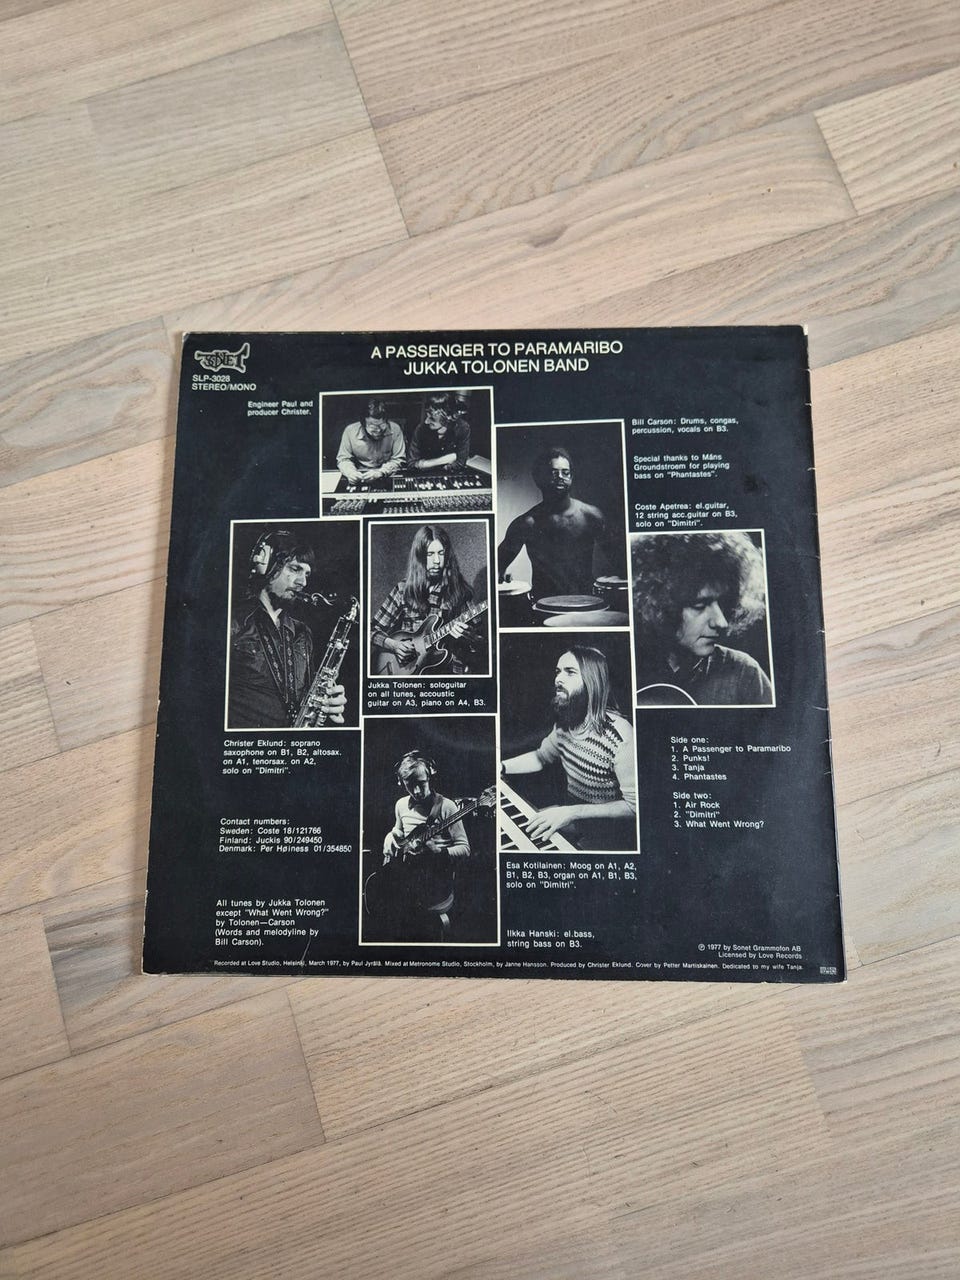 SONET
SLP-3028
STEREO/MONO
A PASSENGER TO PARAMARIBO
JUKKA TOLONEN BAND
Engineer Paul and
producer Christer.
Bill Carson: Drums, congas,
percussion, vocals on B3.
Special thanks to Måns
Groundstroem for playing
bass on "Phantastes".
Coste Apetrea: el.guitar,
12 string acc.guitar on B3,
solo on "Dimitri".
Jukka Tolonen: sologuitar
on all tunes, accoustic
guitar on A3, piano on A4, B3.
Christer Eklund: soprano
saxophone on B1, B2, altosax.
on A1, tenorsax. on A2,
solo on "Dimitri".
Side one:
1. A Passenger to Paramaribo
2. Punks!
3. Tanja
4. Phantastes
Side two:
1. Air Rock
2. "Dimitri"
3. What Went Wrong?
Contact numbers:
Sweden: Coste 18/121766
Finland: Juckis 90/249450
Denmark: Per Høiness 01/354850
Esa Kotilainen: Moog on A1, A2,
B1, B2, B3, organ on A1, B1, B3,
solo on "Dimitri".
All tunes by Jukka Tolonen
except "What Went Wrong?"
by Tolonen—Carson
(Words and melodyline by
Bill Carson).
Ilkka Hanski: el.bass,
string bass on B3.
℗ 1977 by Sonet Grammofon AB
Licensed by Love Records
Recorded at Love Studio, Helsinki, March 1977, by Paul Jyrälä. Mixed at Metronome Studio, Stockholm, by Janne Hansson. Produced by Christer Eklund. Cover by Petter Martiskainen. Dedicated to my wife Tanja.